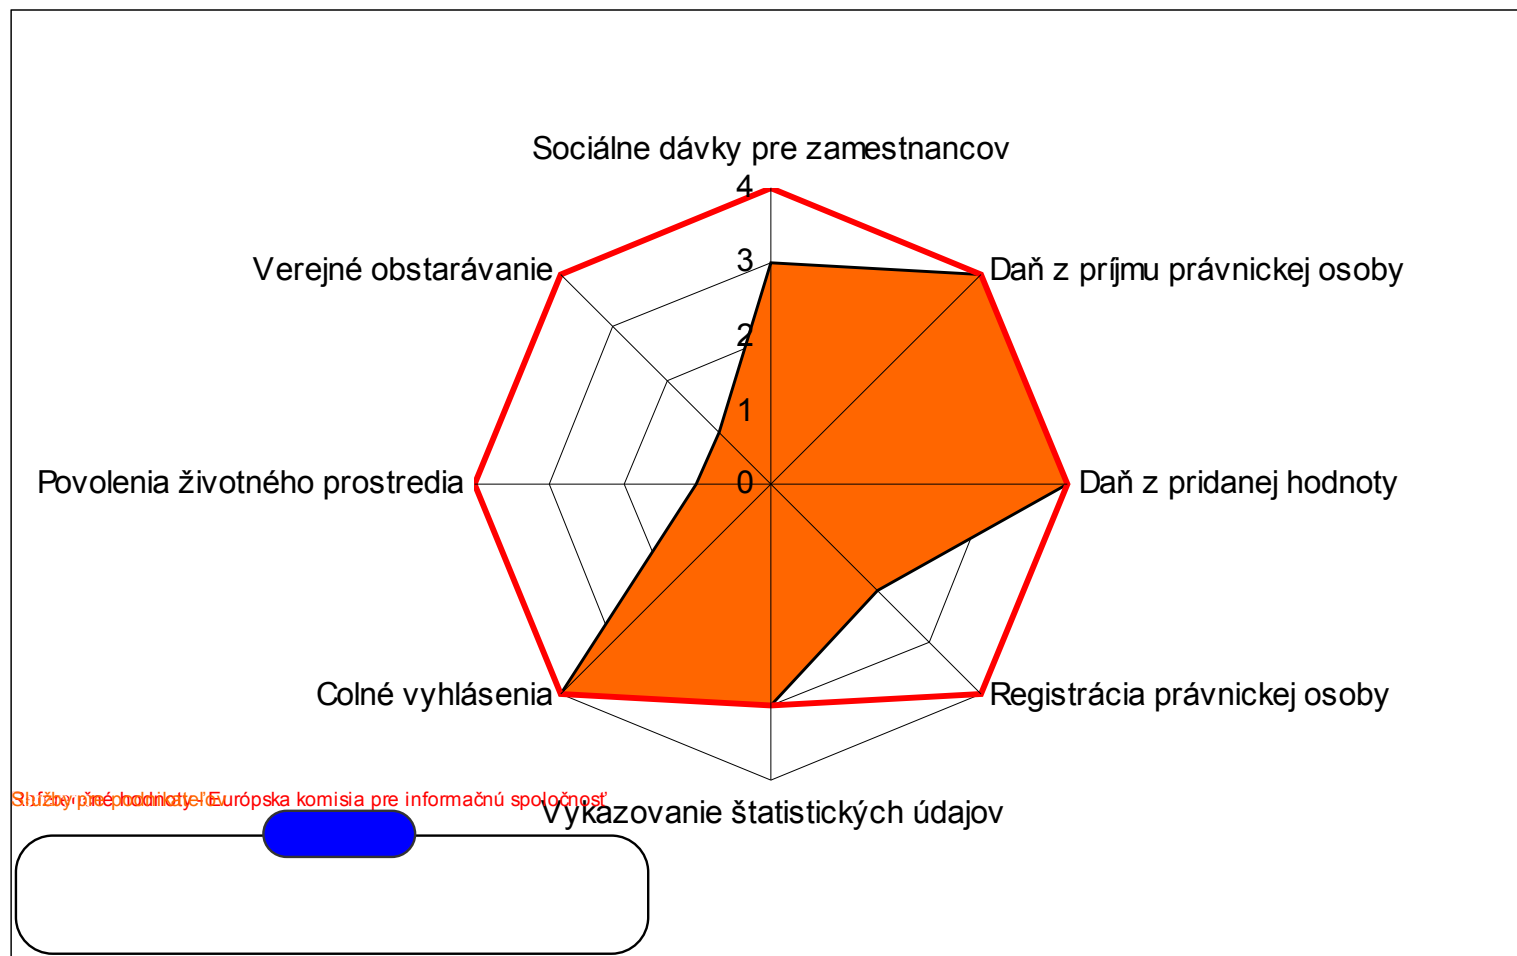 Sociálne dávky pre zamestnancov
4
Verejné obstarávanie
3
Daň z príjmu právnickej osoby
2
1
Povolenia životného prostredia
0
Daň z pridanej hodnoty
Colné vyhlásenia
Registrácia právnickej osoby
hodnoty - Európska komisia pre informačnú spoločnosť
Vykazovanie štatistických údajov